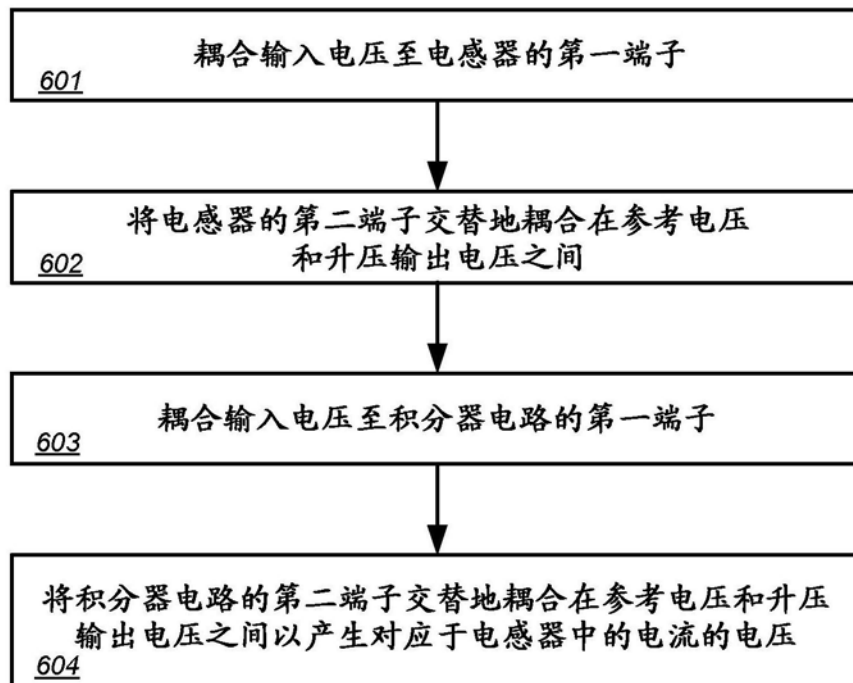 耦合输入电压至电感器的第一端子
601
将电感器的第二端子交替地耦合在参考电压
和升压输出电压之间
602
耦合输入电压至积分器电路的第一端子
603
将积分器电路的第二端子交替地耦合在参考电压和升压
输出电压之间以产生对应于电感器中的电流的电压
604